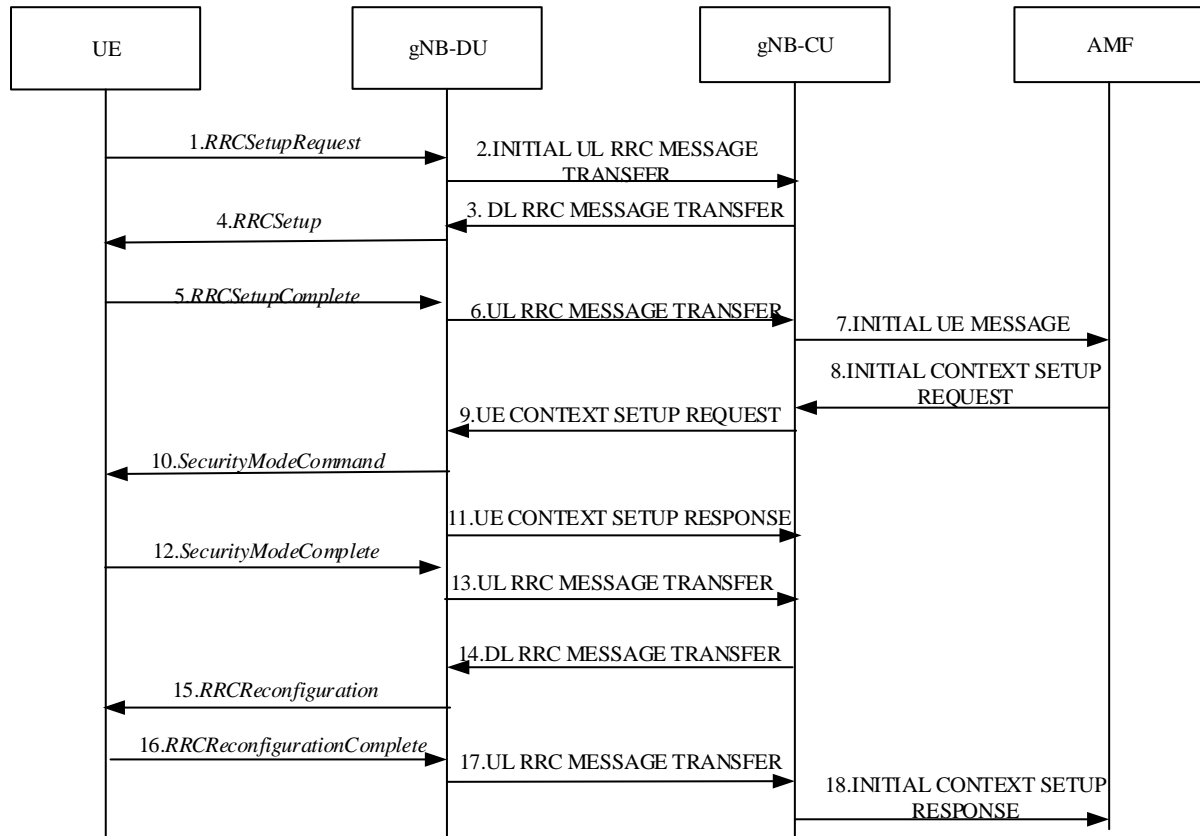 UE
gNB-DU
gNB-CU
AMF
1.RRCSetupRequest
2.INITIAL UL RRC MESSAGE
TRANSFER
3. DL RRC MESSAGE TRANSFER
4.RRCSetup
5.RRCSetupComplete
6.UL RRC MESSAGE TRANSFER
7.INITIAL UE MESSAGE
8.INITIAL CONTEXT SETUP
REQUEST
9.UE CONTEXT SETUP REQUEST
10.SecurityModeCommand
11.UE CONTEXT SETUP RESPONSE
12.SecurityModeComplete
13.UL RRC MESSAGE TRANSFER
14.DL RRC MESSAGE TRANSFER
15.RRCReconfiguration
16.RRCReconfigurationComplete
17.UL RRC MESSAGE TRANSFER
18.INITIAL CONTEXT SETUP
RESPONSE